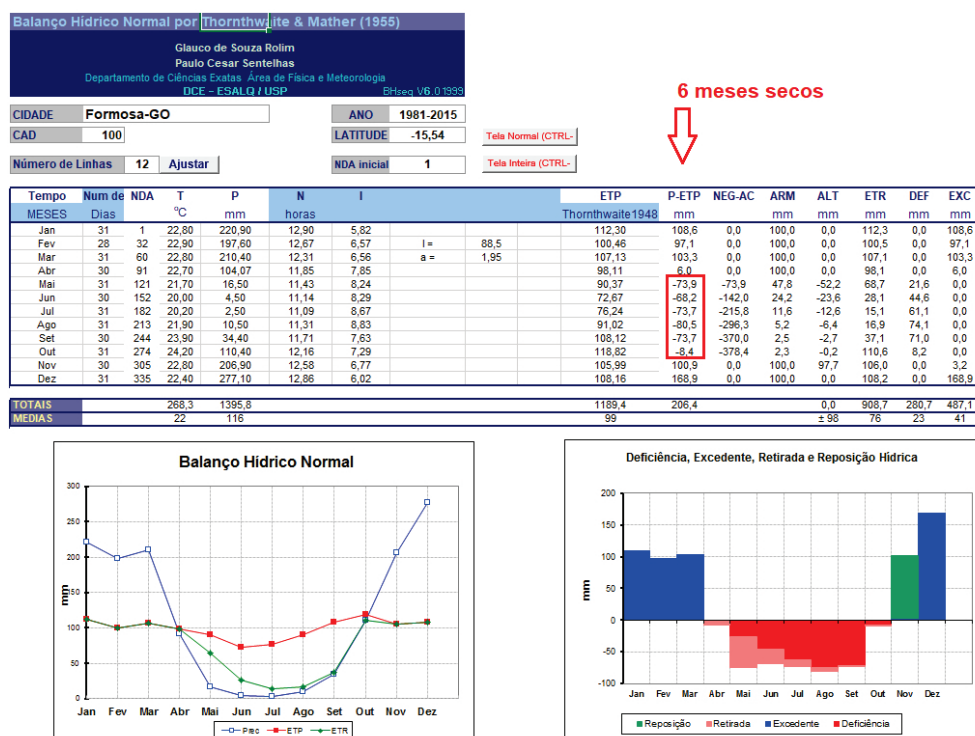 Balanço Hídrico Normal por Thornthwaite & Mather (1955)
Glauco de Souza Rolim
Paulo Cesar Sentelhas
Departamento de Ciências Exatas Área de Física e Meteorologia
DCE - ESALQ / USP BHseq V6.01999
6 meses secos
CIDADE Formosa-GO ANO 1981-2015
CAD 100 LATITUDE -15,54 Tela Normal (CTRL-
Número de Linhas 12 Ajustar NDA inicial 1 Tela Inteira (CTRL-
Tempo Num de NDA T P N I ETP P-ETP NEG-AC ARM ALT ETR DEF EXC
MESES Dias °C mm horas Thornthwaite1948 mm mm mm mm mm mm
Jan 31 1 22,80 220,90 12,90 5,82 112,30 108,6 0,0 100,0 0,0 112,3 0,0 108,6
Fev 28 32 22,90 197,60 12,67 6,57 I = 88,5 100,46 97,1 0,0 100,0 0,0 100,5 0,0 97,1
Mar 31 60 22,80 210,40 12,31 6,56 a = 1,95 107,13 103,3 0,0 100,0 0,0 107,1 0,0 103,3
Abr 30 91 22,70 104,07 11,85 7,85 98,11 6,0 0,0 100,0 0,0 98,1 0,0 6,0
Mai 31 121 21,70 16,50 11,43 8,24 90,37 -73,9 -73,9 47,8 -52,2 68,7 21,6 0,0
Jun 30 152 20,00 4,50 11,14 8,29 72,67 -68,2 -142,0 24,2 -23,6 28,1 44,6 0,0
Jul 31 182 20,20 2,50 11,09 8,67 76,24 -73,7 -215,8 11,6 -12,6 15,1 61,1 0,0
Ago 31 213 21,90 10,50 11,31 8,83 91,02 -80,5 -296,3 5,2 -6,4 16,9 74,1 0,0
Set 30 244 23,90 34,40 11,71 7,63 108,12 -73,7 -370,0 2,5 -2,7 37,1 71,0 0,0
Out 31 274 24,20 110,40 12,16 7,29 118,82 -8,4 -378,4 2,3 -0,2 110,6 8,2 0,0
Nov 30 305 22,80 206,90 12,58 6,77 105,99 100,9 0,0 100,0 97,7 106,0 0,0 3,2
Dez 31 335 22,40 277,10 12,86 6,02 108,16 168,9 0,0 100,0 0,0 108,2 0,0 168,9
TOTAIS 268,3 1395,8 1189,4 206,4 0,0 908,7 280,7 487,1
MEDIAS 22 116 99 ± 98 76 23 41
Balanço Hídrico Normal
300
250
200
150
100
50
0
mm
Jan Fev Mar Abr Mai Jun Jul Ago Set Out Nov Dez
Prec ETP ETR
Deficiência, Excedente, Retirada e Reposição Hídrica
200
150
100
50
0
-50
-100
mm
Jan Fev Mar Abr Mai Jun Jul Ago Set Out Nov Dez
Reposição Retirada Excedente Deficiência